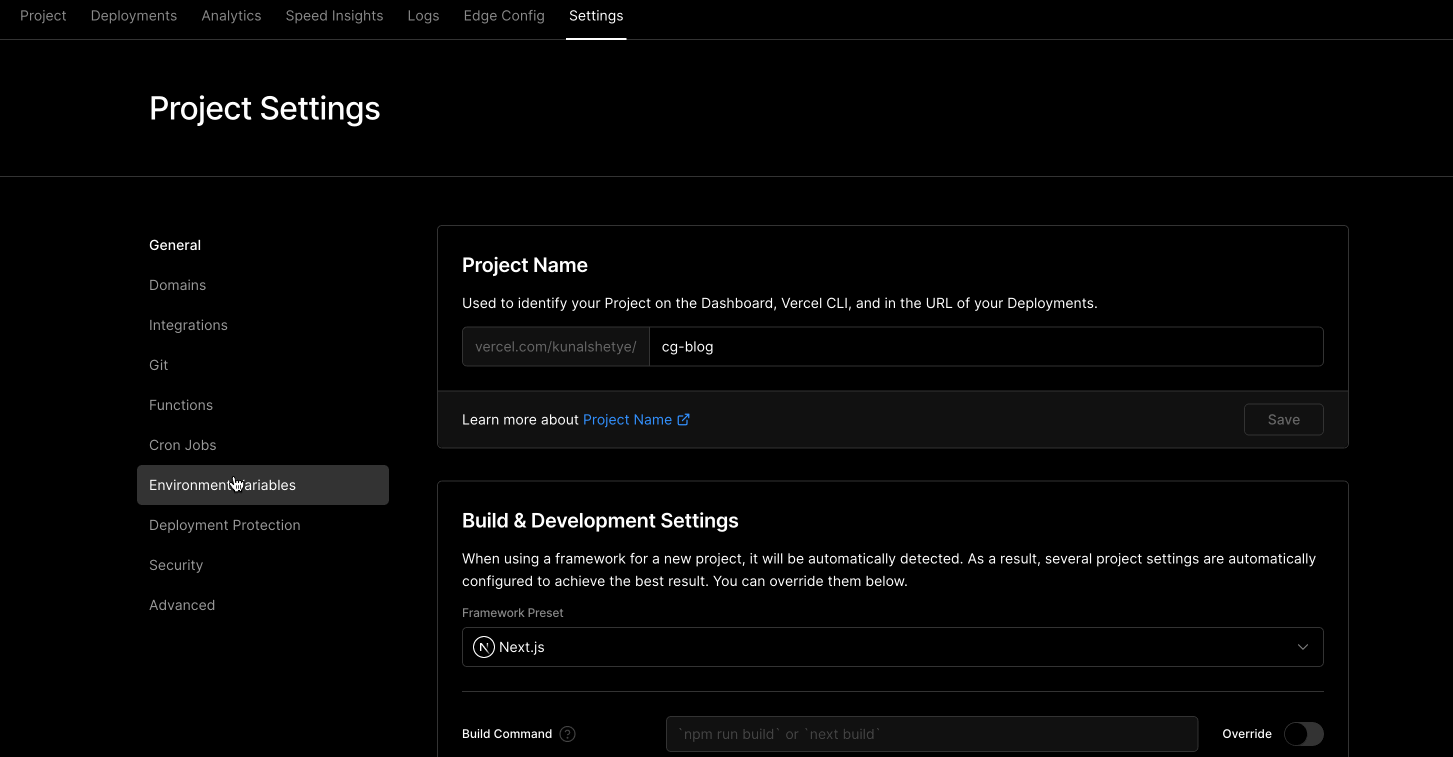 Project Deployments Analytics Speed Insights Logs Edge Config Settings
Project Settings
General
Domains
Integrations
Git
Functions
Cron Jobs
Environment Variables
Deployment Protection
Security
Advanced
Project Name
Used to identify your Project on the Dashboard, Vercel CLI, and in the URL of your Deployments.
vercel.com/kunalshetye/ cg-blog
Learn more about Project Name
Save
Build & Development Settings
When using a framework for a new project, it will be automatically detected. As a result, several project settings are automatically
configured to achieve the best result. You can override them below.
Framework Preset
N Next.js
Build Command ? `npm run build` or `next build` Override